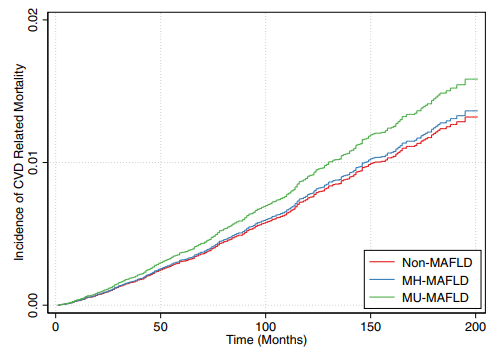 0.02
0.01
0.00
Incidence of CVD Related Mortality
0
50
100
150
200
Time (Months)
Non-MAFLD
MH-MAFLD
MU-MAFLD